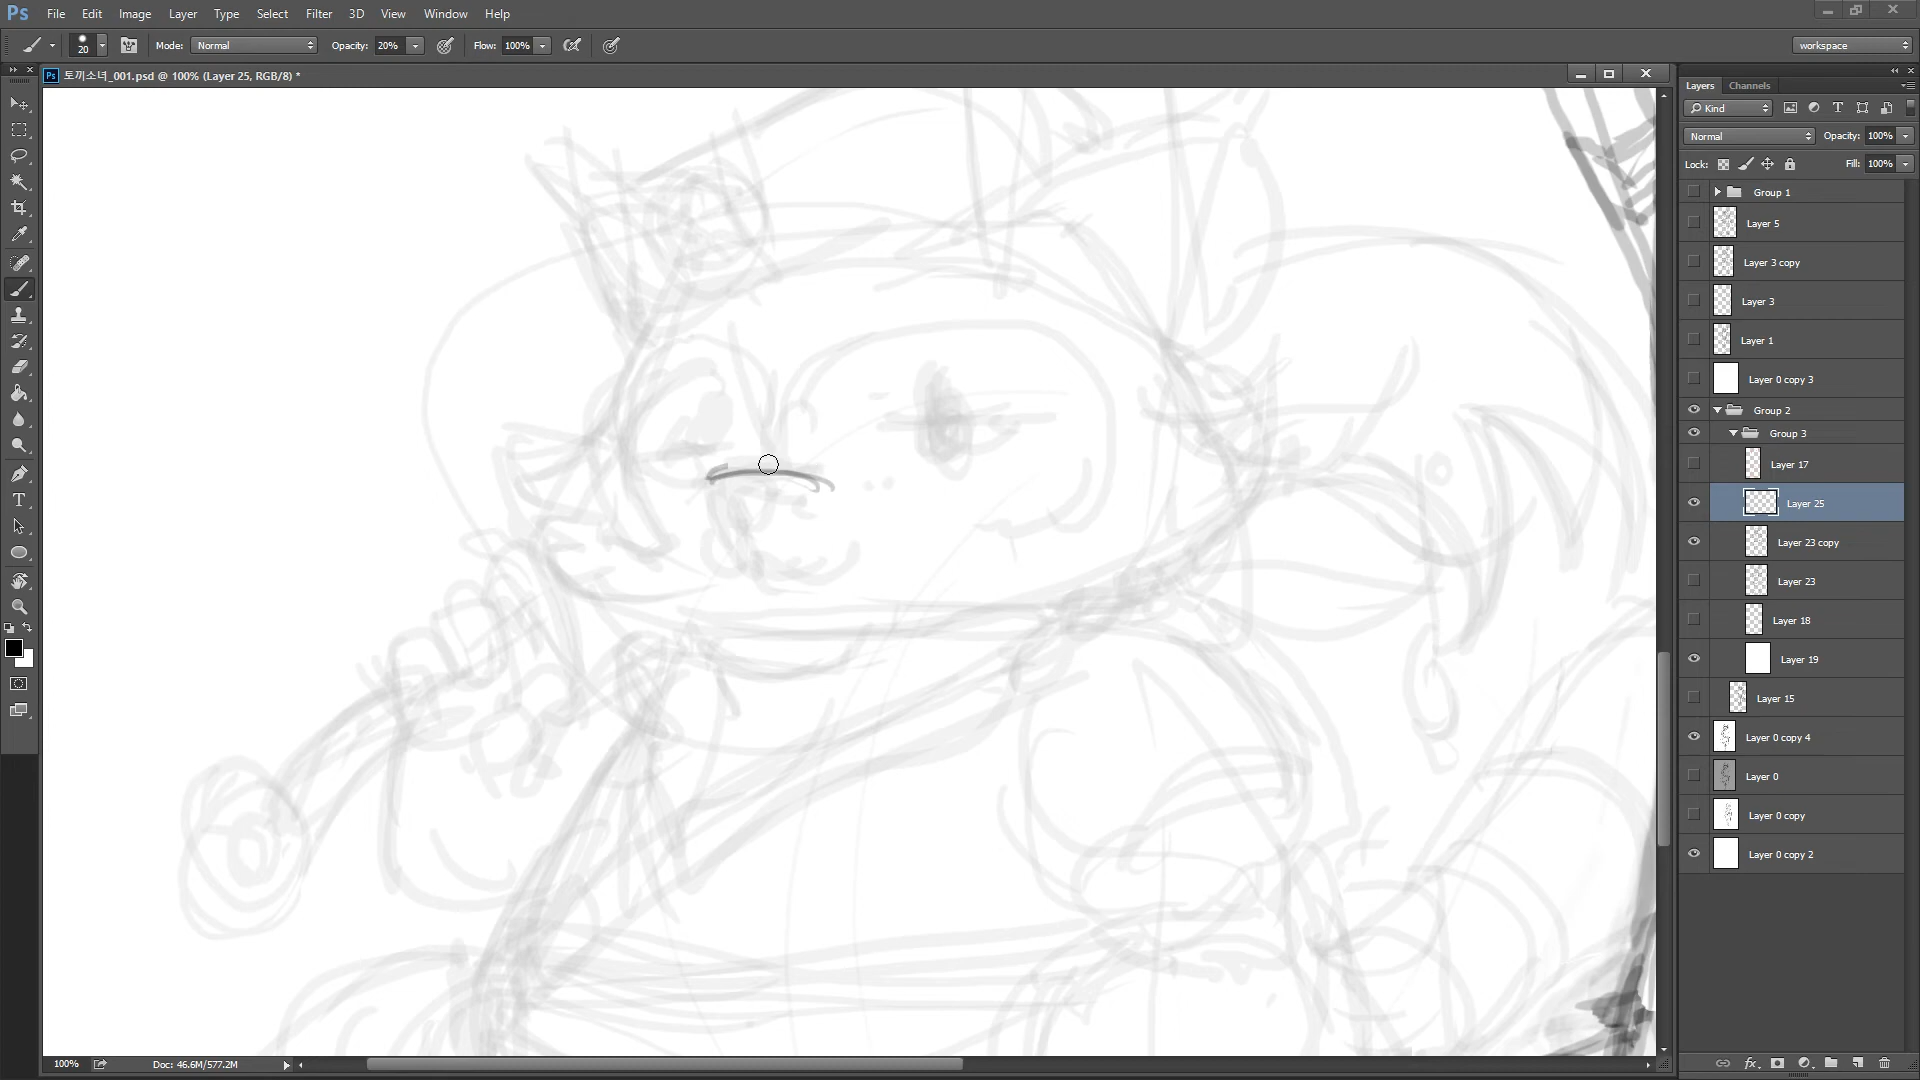 Ps File Edit Image Layer Type Select Filter 3D View Window Help
20 Mode: Normal Opacity: 20% Flow: 100% workspace
Ps 토끼소녀_001.psd @ 100% (Layer 25, RGB/8) *
Layers Channels
Kind T
Normal Opacity: 100%
Lock: Fill: 100%
Group 1
Layer 5
Layer 3 copy
Layer 3
Layer 1
Layer 0 copy 3
Group 2
Group 3
Layer 17
Layer 25
Layer 23 copy
Layer 23
Layer 18
Layer 19
Layer 15
Layer 0 copy 4
Layer 0
Layer 0 copy
Layer 0 copy 2
T
100% Doc: 46.6M/577.2M
fx